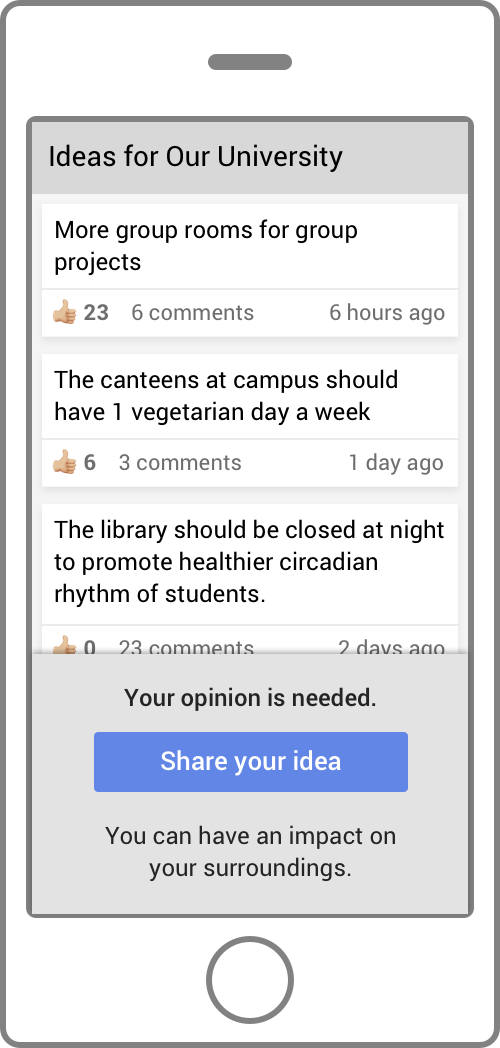 Ideas for Our University
More group rooms for group
projects
23 6 comments 6 hours ago
The canteens at campus should
have 1 vegetarian day a week
6 3 comments 1 day ago
The library should be closed at night
to promote healthier circadian
rhythm of students.
0 23 comments 2 days ago
Your opinion is needed.
Share your idea
You can have an impact on
your surroundings.